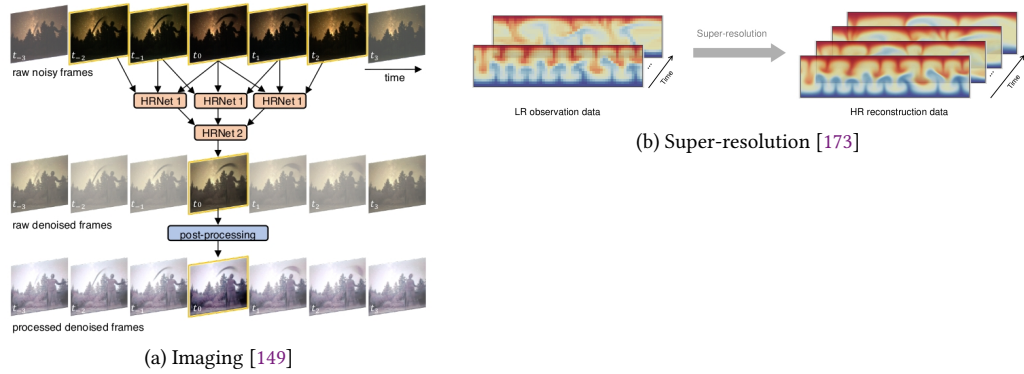 t₋₃ t₋₂ t₋₁ t₀ t₁ t₂ t₃
raw noisy frames
time
HRNet 1 HRNet 1 HRNet 1
HRNet 2
t₋₃ t₋₂ t₋₁ t₀ t₁ t₂ t₃
raw denoised frames
post-processing
t₋₃ t₋₂ t₋₁ t₀ t₁ t₂ t₃
processed denoised frames
(a) Imaging [149]
Super-resolution
... Time
... Time
LR observation data
HR reconstruction data
(b) Super-resolution [173]